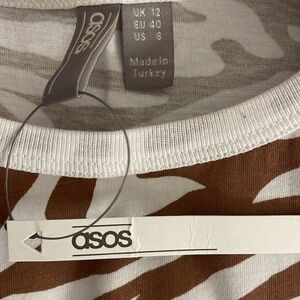 asos
UK 12
EU 40
US 8
Made in
Turkey
asos